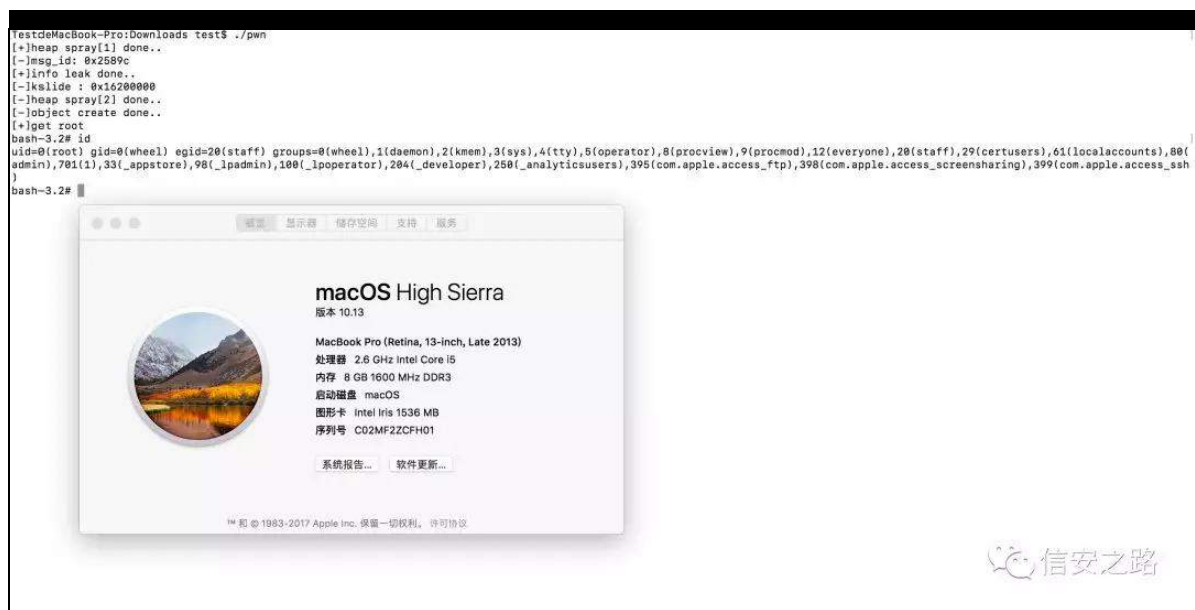 TestdeMacBook-Pro:Downloads test$ ./pwn
[+]heap spray[1] done..
[-]msg_id: 0x2589c
[+]info leak done..
[-]kslide : 0x16200000
[-]heap spray[2] done..
[-]object create done..
[+]get root
bash-3.2# id
uid=0(root) gid=0(wheel) egid=20(staff) groups=0(wheel),1(daemon),2(kmem),3(sys),4(tty),5(operator),8(procview),9(procmod),12(everyone),20(staff),29(certusers),61(localaccounts),80(
admin),701(1),33(_appstore),98(_lpadmin),100(_lpoperator),204(_developer),250(_analyticsusers),395(com.apple.access_ftp),398(com.apple.access_screensharing),399(com.apple.access_ssh
)
bash-3.2#
概览 显示器 储存空间 支持 服务
macOS High Sierra
版本 10.13
MacBook Pro (Retina, 13-inch, Late 2013)
处理器 2.6 GHz Intel Core i5
内存 8 GB 1600 MHz DDR3
启动磁盘 macOS
图形卡 Intel Iris 1536 MB
序列号 C02MF2ZCFH01
系统报告... 软件更新...
™ 和 © 1983-2017 Apple Inc. 保留一切权利。 许可协议
信安之路